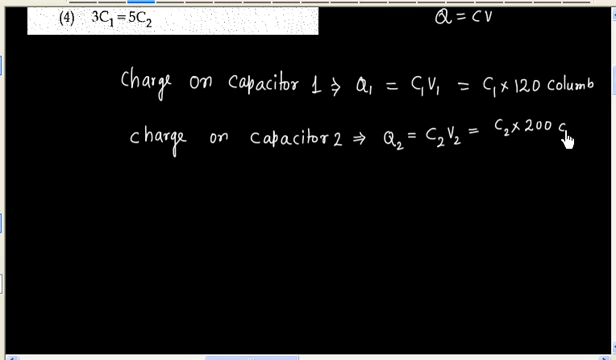 (4) 3C₁ = 5C₂
Q = CV
Charge on Capacitor 1 ⇒ Q₁ = C₁V₁ = C₁ × 120 Columb
Charge on Capacitor 2 ⇒ Q₂ = C₂V₂ = C₂ × 200 C